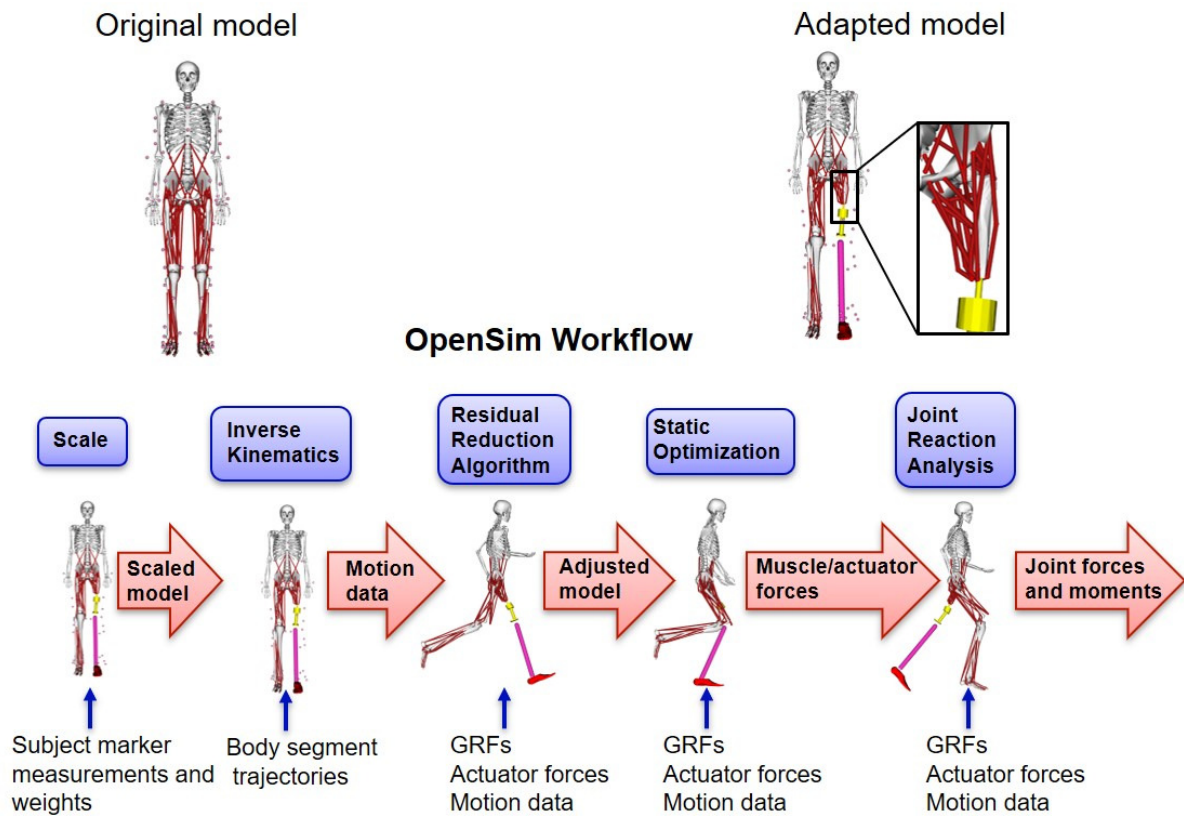 Original model
Adapted model
OpenSim Workflow
Scale
Inverse
Kinematics
Residual
Reduction
Algorithm
Static
Optimization
Joint
Reaction
Analysis
Scaled
model
Motion
data
Adjusted
model
Muscle/actuator
forces
Joint forces
and moments
Subject marker
measurements and
weights
Body segment
trajectories
GRFs
Actuator forces
Motion data
GRFs
Actuator forces
Motion data
GRFs
Actuator forces
Motion data